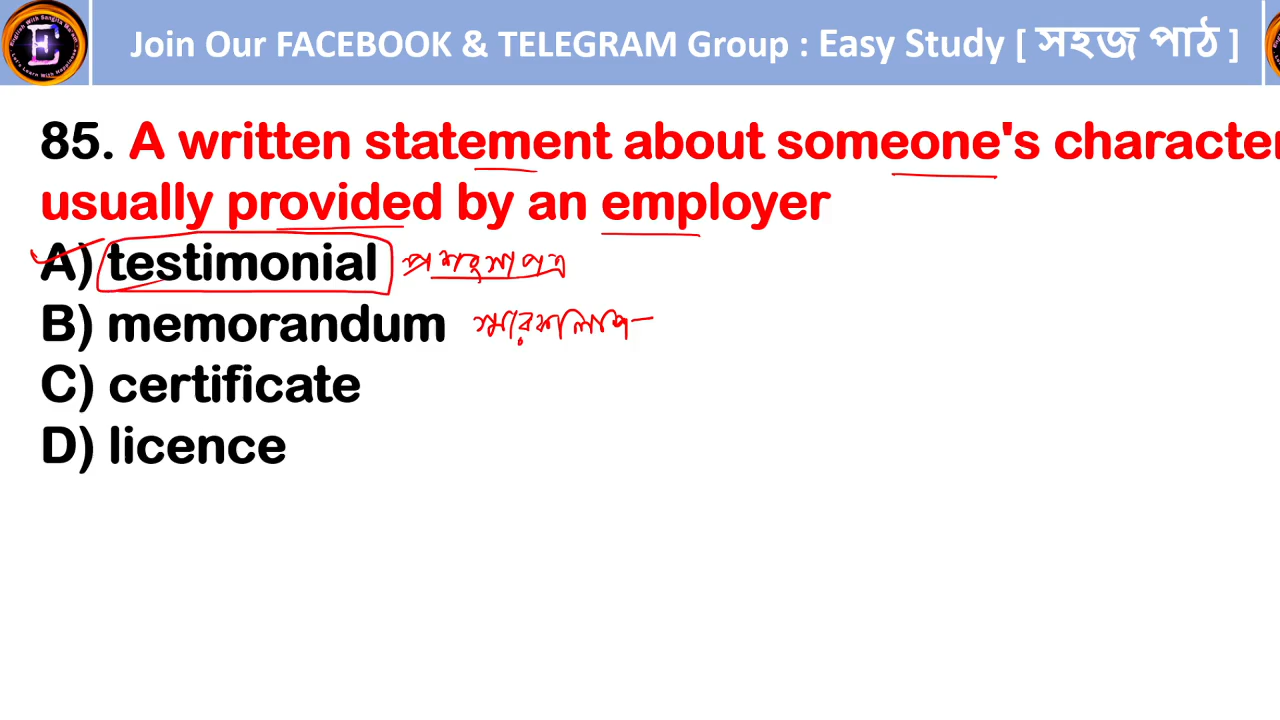 Join Our FACEBOOK & TELEGRAM Group : Easy Study [ সহজ পাঠ ]
85. A written statement about someone's character
usually provided by an employer
A) testimonial প্রশংসাপত্র
B) memorandum স্মারকলিপি
C) certificate
D) licence